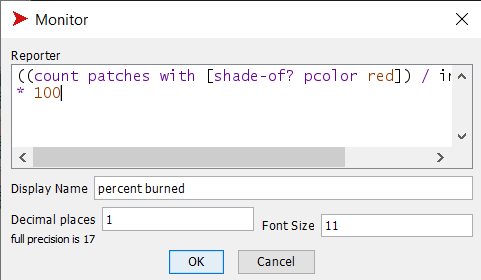 Monitor
Reporter
((count patches with [shade-of? pcolor red]) / in
* 100
Display Name percent burned
Decimal places 1
full precision is 17
Font Size 11
OK Cancel